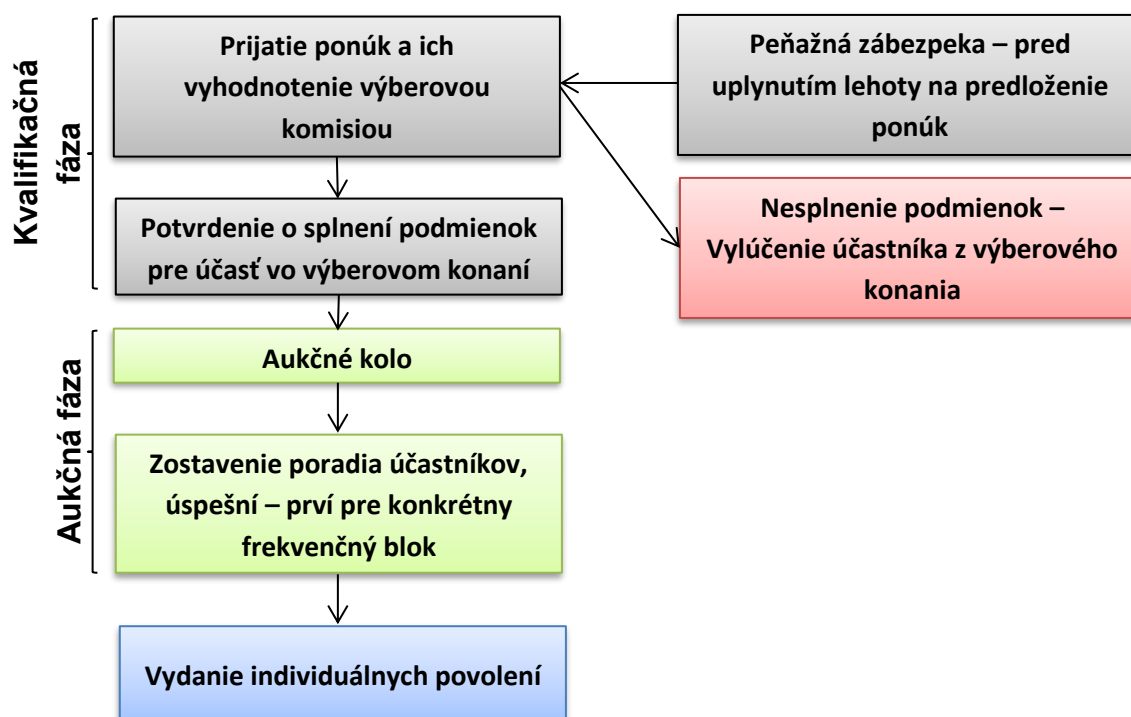 Kvalifikačná
fáza
Prijatie ponúk a ich
vyhodnotenie výberovou
komisiou
Peňažná zábezpeka – pred
uplynutím lehoty na predloženie
ponúk
Potvrdenie o splnení podmienok
pre účasť vo výberovom konaní
Nesplnenie podmienok –
Vylúčenie účastníka z výberového
konania
Aukčná fáza
Aukčné kolo
Zostavenie poradia účastníkov,
úspešní – prví pre konkrétny
frekvenčný blok
Vydanie individuálnych povolení